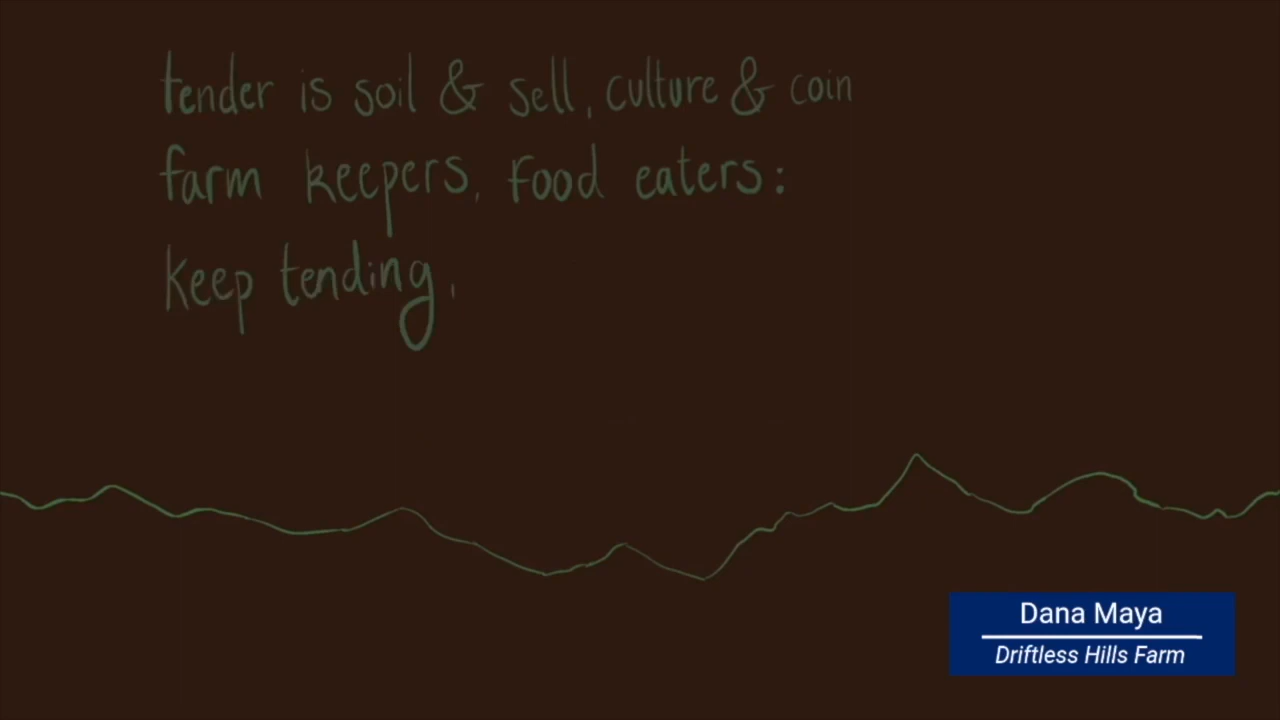 tender is soil & sell, culture & coin
farm keepers, food eaters:
keep tending,
Dana Maya
Driftless Hills Farm